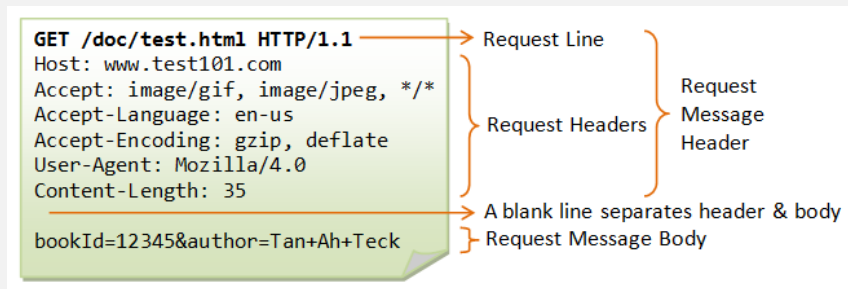 GET /doc/test.html HTTP/1.1
Host: www.test101.com
Accept: image/gif, image/jpeg, */*
Accept-Language: en-us
Accept-Encoding: gzip, deflate
User-Agent: Mozilla/4.0
Content-Length: 35
bookId=12345&author=Tan+Ah+Teck
Request Line
Request Headers
A blank line separates header & body
Request Message Body
Request
Message
Header